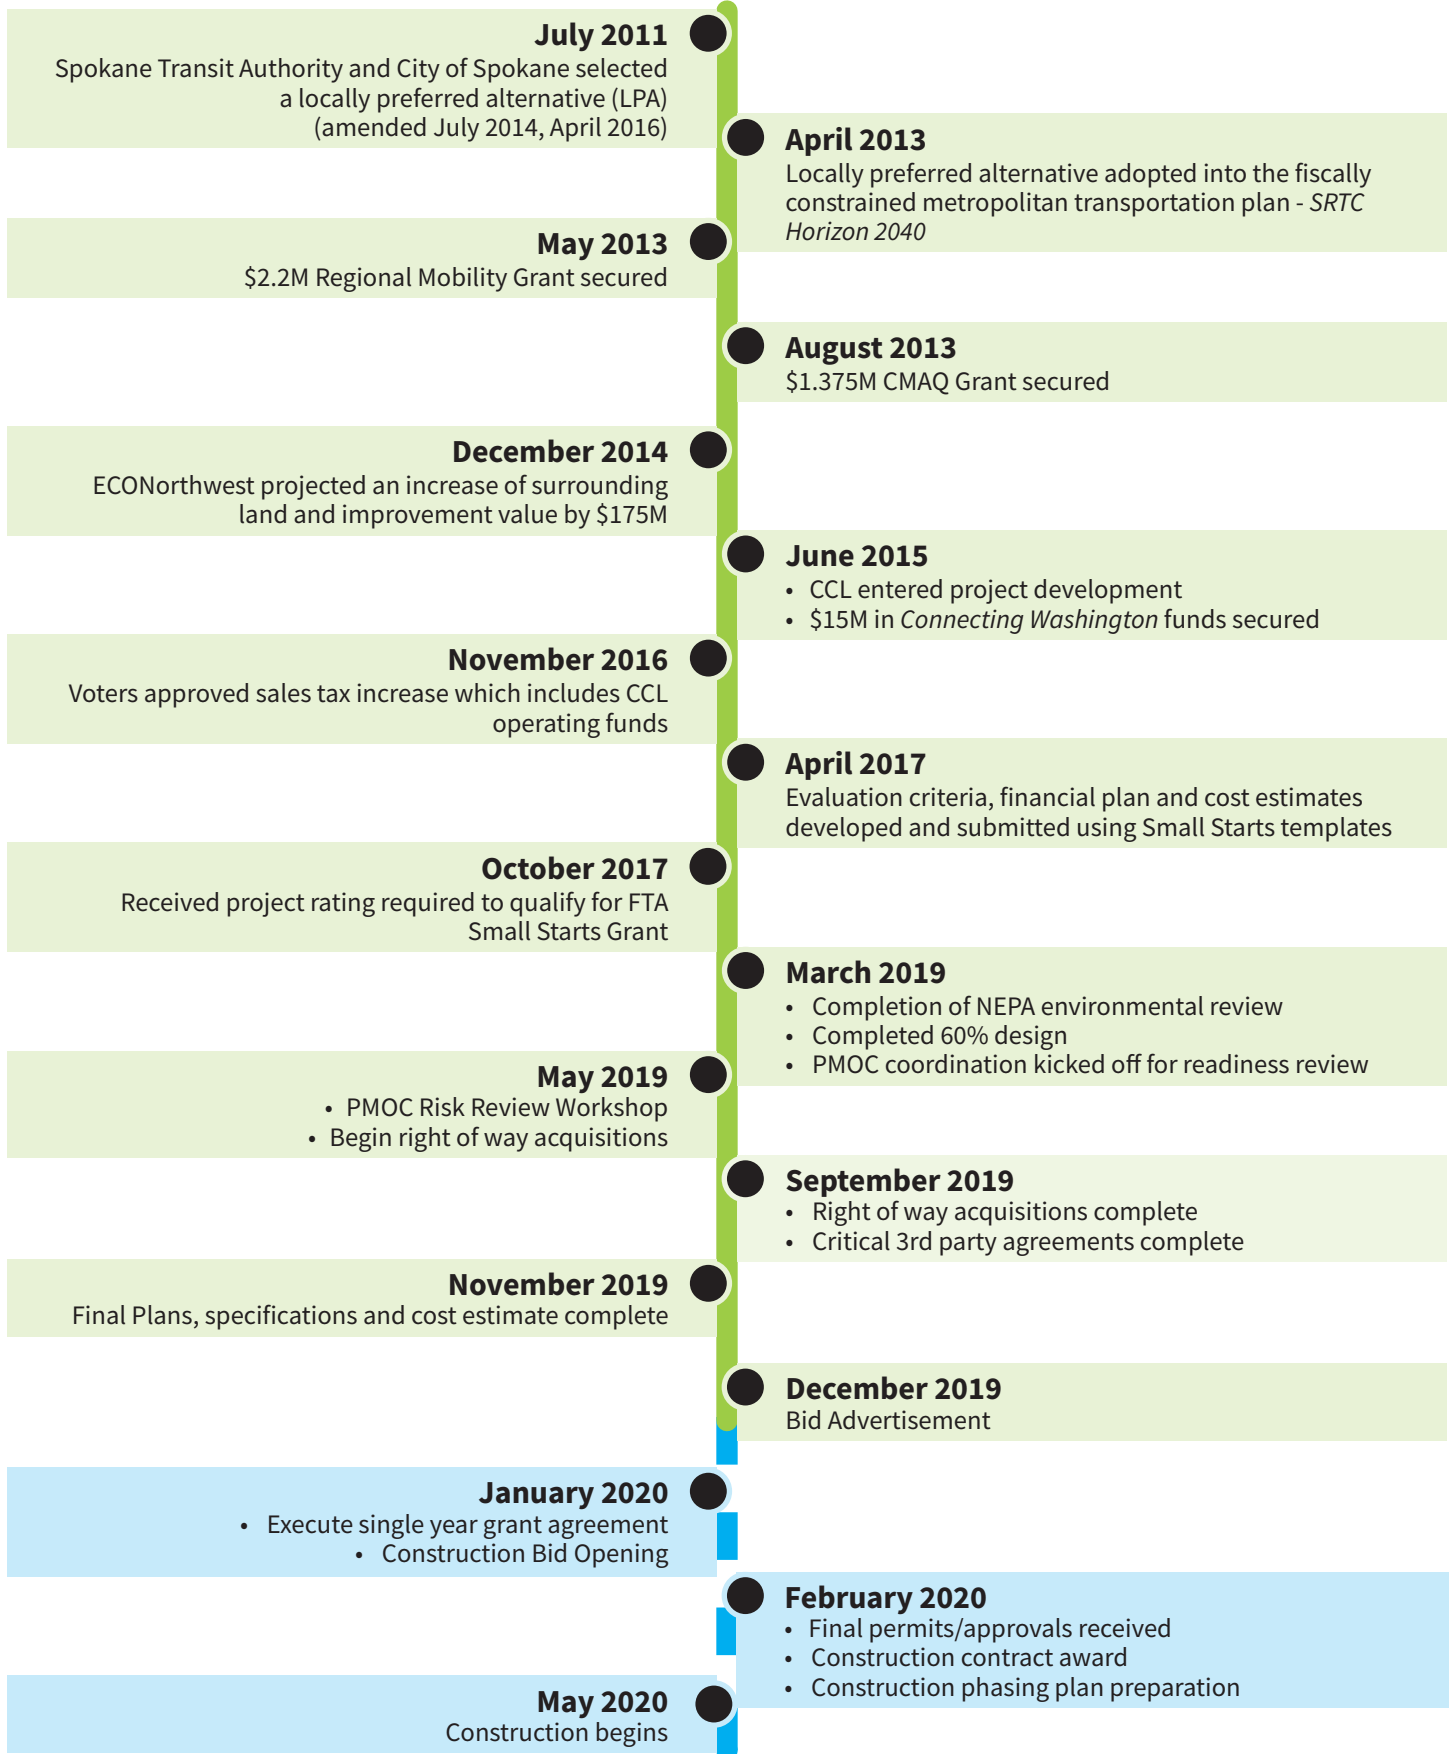 July 2011
Spokane Transit Authority and City of Spokane selected
a locally preferred alternative (LPA)
(amended July 2014, April 2016)
April 2013
Locally preferred alternative adopted into the fiscally
constrained metropolitan transportation plan - SRTC
Horizon 2040
May 2013
$2.2M Regional Mobility Grant secured
August 2013
$1.375M CMAQ Grant secured
December 2014
ECONorthwest projected an increase of surrounding
land and improvement value by $175M
June 2015
• CCL entered project development
• $15M in Connecting Washington funds secured
November 2016
Voters approved sales tax increase which includes CCL
operating funds
April 2017
Evaluation criteria, financial plan and cost estimates
developed and submitted using Small Starts templates
October 2017
Received project rating required to qualify for FTA
Small Starts Grant
March 2019
• Completion of NEPA environmental review
• Completed 60% design
• PMOC coordination kicked off for readiness review
May 2019
• PMOC Risk Review Workshop
• Begin right of way acquisitions
September 2019
• Right of way acquisitions complete
• Critical 3rd party agreements complete
November 2019
Final Plans, specifications and cost estimate complete
December 2019
Bid Advertisement
January 2020
• Execute single year grant agreement
• Construction Bid Opening
February 2020
• Final permits/approvals received
• Construction contract award
• Construction phasing plan preparation
May 2020
Construction begins